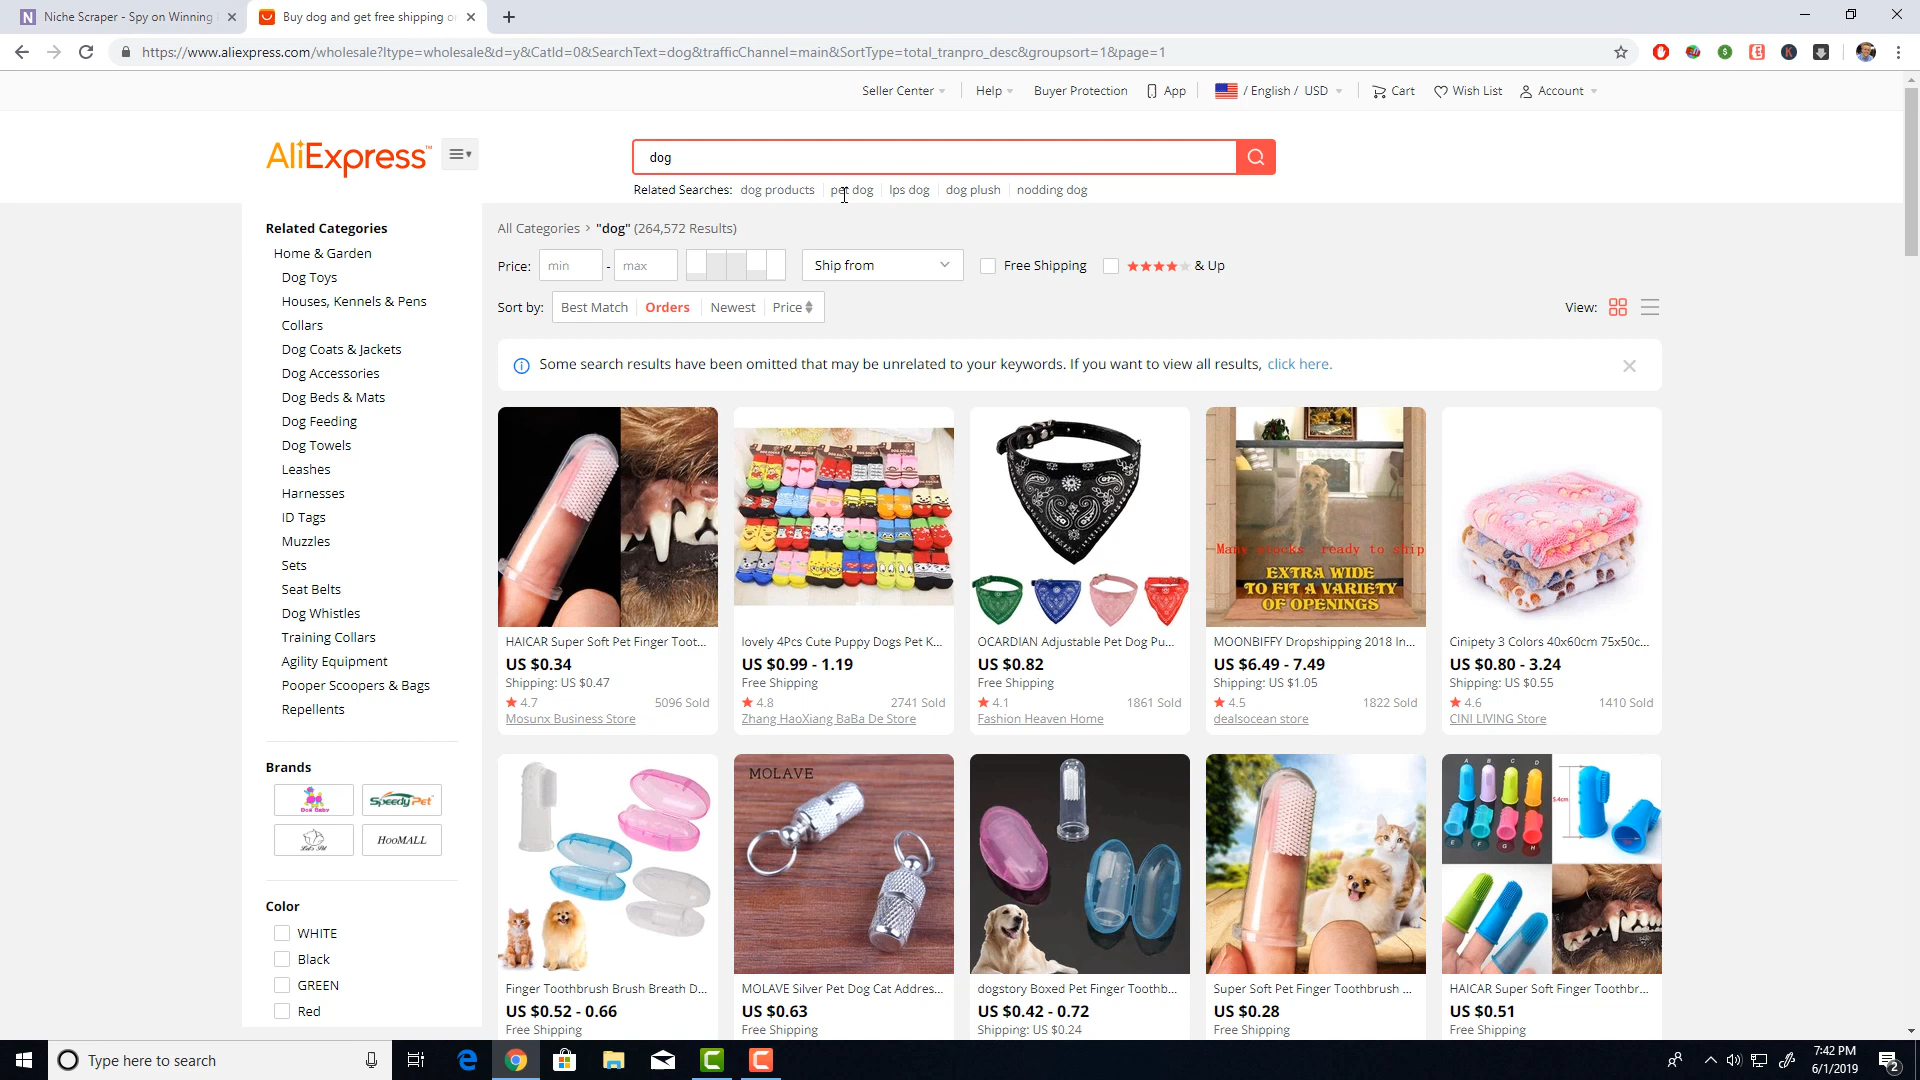 Niche Scraper - Spy on Winning
Buy dog and get free shipping o
https://www.aliexpress.com/wholesale?ltype=wholesale&d=y&CatId=0&SearchText=dog&trafficChannel=main&SortType=total_tranpro_desc&groupsort=1&page=1
Seller Center
Help
Buyer Protection
App
/ English / USD
Cart
Wish List
Account
AliExpress™
dog
Related Searches: dog products pet dog lps dog dog plush nodding dog
Related Categories
Home & Garden
Dog Toys
Houses, Kennels & Pens
Collars
Dog Coats & Jackets
Dog Accessories
Dog Beds & Mats
Dog Feeding
Dog Towels
Leashes
Harnesses
ID Tags
Muzzles
Sets
Seat Belts
Dog Whistles
Training Collars
Agility Equipment
Pooper Scoopers & Bags
Repellents
Brands
Dog Baby
SpeedyPet
HOOMALL
Color
WHITE
Black
GREEN
Red
All Categories > "dog" (264,572 Results)
Price: min - max Ship from Free Shipping & Up
Sort by: Best Match Orders Newest Price
View:
Some search results have been omitted that may be unrelated to your keywords. If you want to view all results, click here.
HAICAR Super Soft Pet Finger Toot...
US $0.34
Shipping: US $0.47
4.7 5096 Sold
Mosunx Business Store
DOG SOCKS
lovely 4Pcs Cute Puppy Dogs Pet K...
US $0.99 - 1.19
Free Shipping
4.8 2741 Sold
Zhang HaoXiang BaBa De Store
OCARDIAN Adjustable Pet Dog Pu...
US $0.82
Free Shipping
4.1 1861 Sold
Fashion Heaven Home
Many stocks ready to ship
EXTRA WIDE
TO FIT A VARIETY
OF OPENINGS
MOONBIFFY Dropshipping 2018 In...
US $6.49 - 7.49
Shipping: US $1.05
4.5 1822 Sold
dealsocean store
Cinipety 3 Colors 40x60cm 75x50c...
US $0.80 - 3.24
Shipping: US $0.55
4.6 1410 Sold
CINI LIVING Store
Finger Toothbrush Brush Breath D...
US $0.52 - 0.66
Free Shipping
MOLAVE
MOLAVE Silver Pet Dog Cat Addres...
US $0.63
Free Shipping
dogstory Boxed Pet Finger Toothb...
US $0.42 - 0.72
Shipping: US $0.24
Super Soft Pet Finger Toothbrush ...
US $0.28
Free Shipping
A B C D
E F G H
5.4cm
HAICAR Super Soft Finger Toothbr...
US $0.51
Free Shipping
Type here to search
7:42 PM
6/1/2019
2